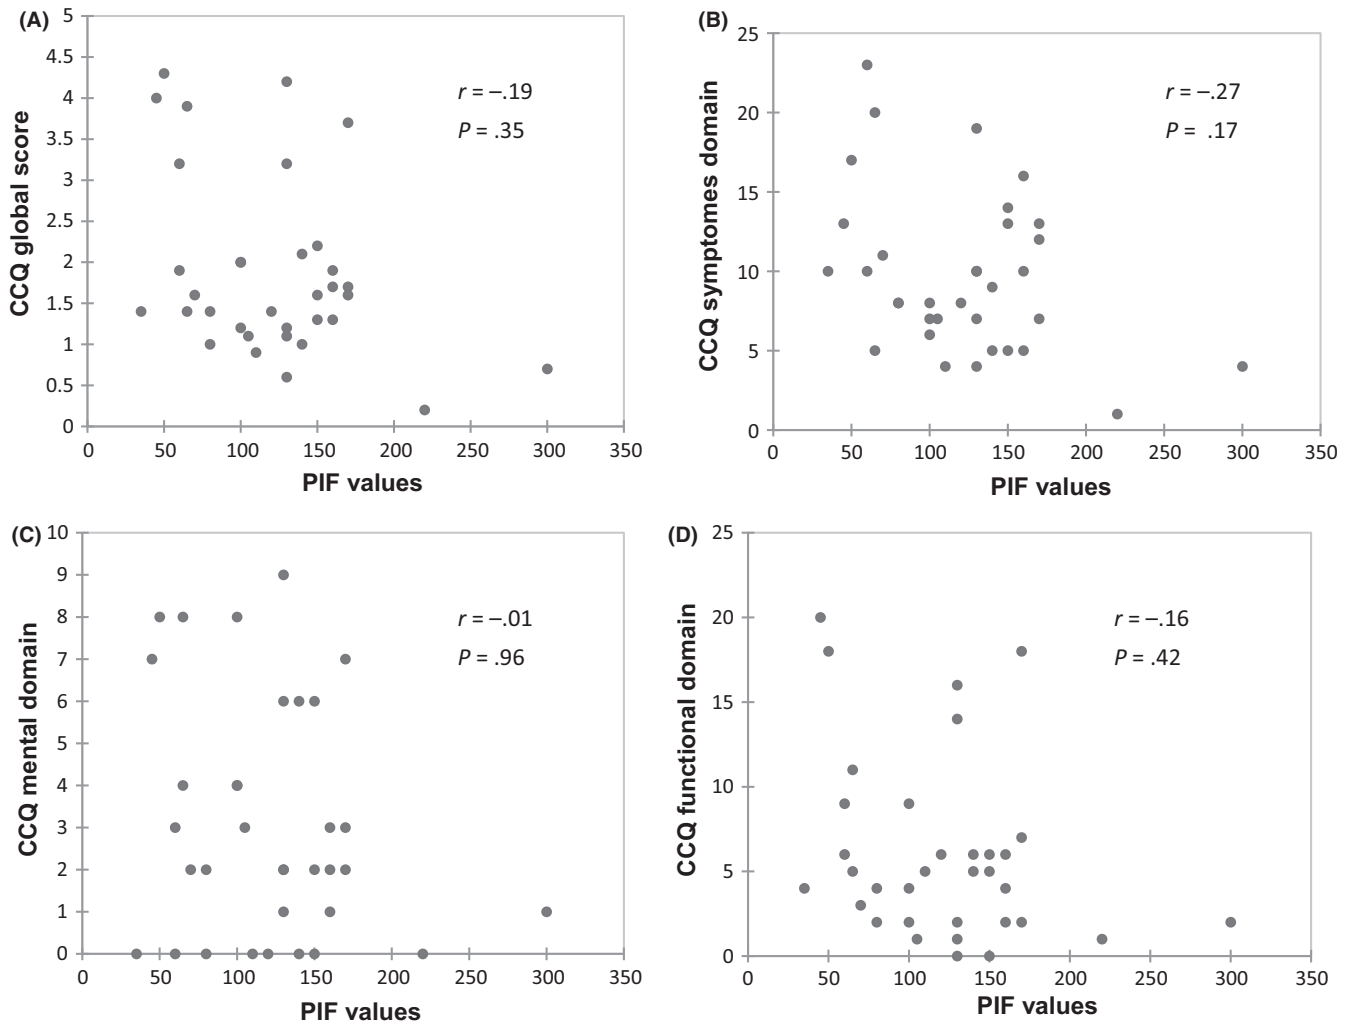 (A)
5
4.5
4
3.5
3
2.5
2
1.5
1
0.5
0
CCQ global score
r = –.19
P = .35
0 50 100 150 200 250 300 350
PIF values
(B)
25
20
15
10
5
0
CCQ symptomes domain
r = –.27
P = .17
0 50 100 150 200 250 300 350
PIF values
(C)
10
9
8
7
6
5
4
3
2
1
0
CCQ mental domain
r = –.01
P = .96
0 50 100 150 200 250 300 350
PIF values
(D)
25
20
15
10
5
0
CCQ functional domain
r = –.16
P = .42
0 50 100 150 200 250 300 350
PIF values